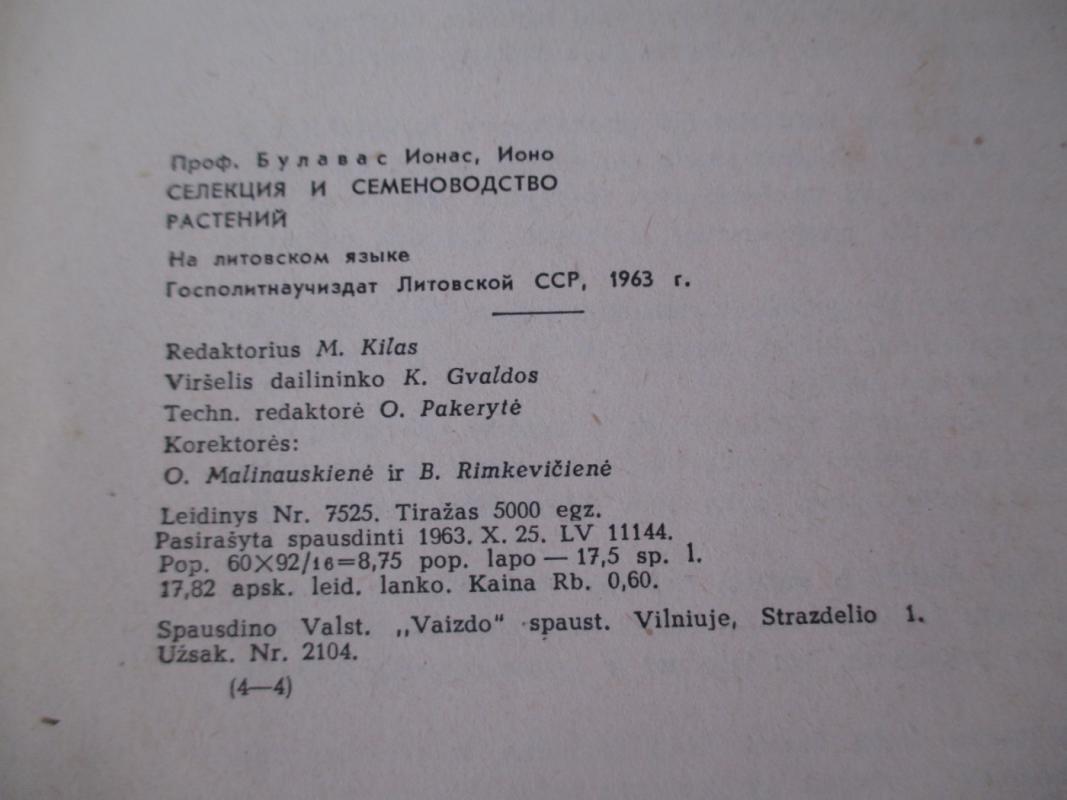 Проф. Булавас Ионас, Ионо
СЕЛЕКЦИЯ И СЕМЕНОВОДСТВО
РАСТЕНИЙ
На литовском языке
Госполитнаучиздат Литовской ССР, 1963 г.
Redaktorius M. Kilas
Viršelis dailininko K. Gvaldos
Techn. redaktorė O. Pakerytė
Korektorės:
O. Malinauskienė ir B. Rimkevičienė
Leidinys Nr. 7525. Tiražas 5000 egz.
Pasirašyta spausdinti 1963. X. 25. LV 11144.
Pop. 60×92/16=8,75 pop. lapo — 17,5 sp. l.
17,82 apsk. leid. lanko. Kaina Rb. 0,60.
Spausdino Valst. „Vaizdo“ spaust. Vilniuje, Strazdelio 1.
Užsak. Nr. 2104.
(4—4)